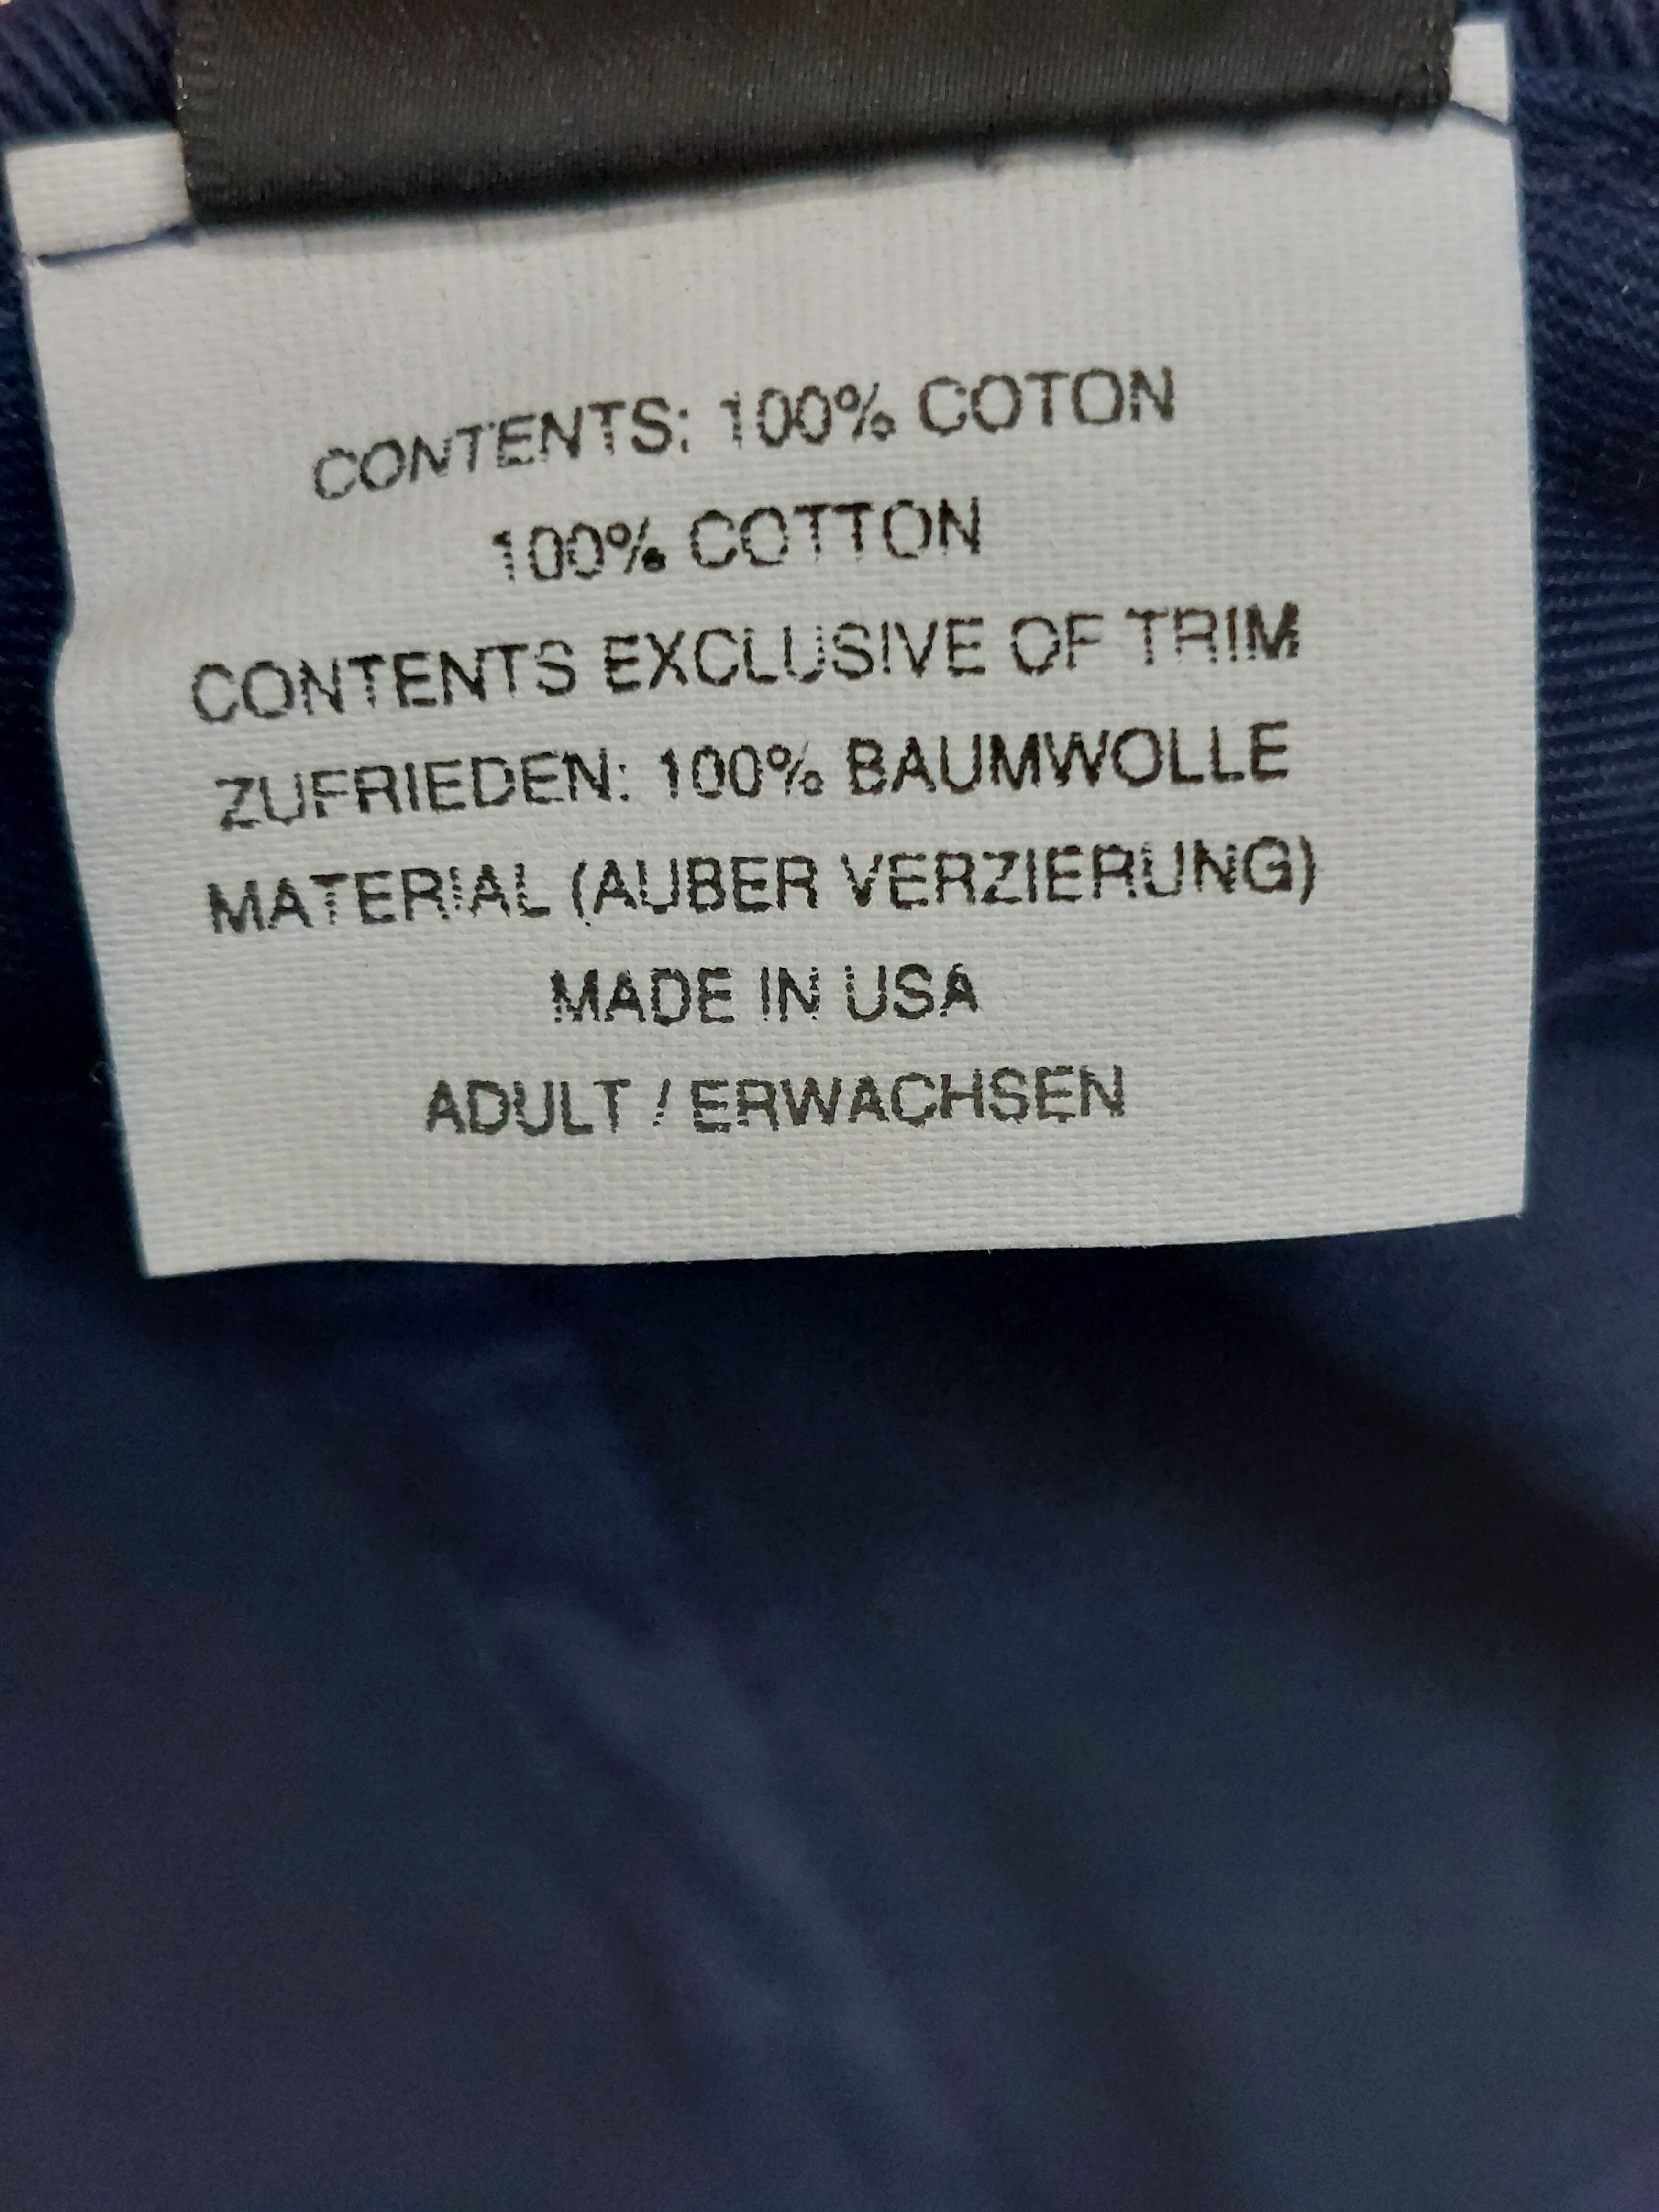 CONTENTS: 100% COTON
100% COTTON
CONTENTS EXCLUSIVE OF TRIM
ZUFRIEDEN: 100% BAUMWOLLE
MATERIAL (AUBER VERZIERUNG)
MADE IN USA
ADULT / ERWACHSEN